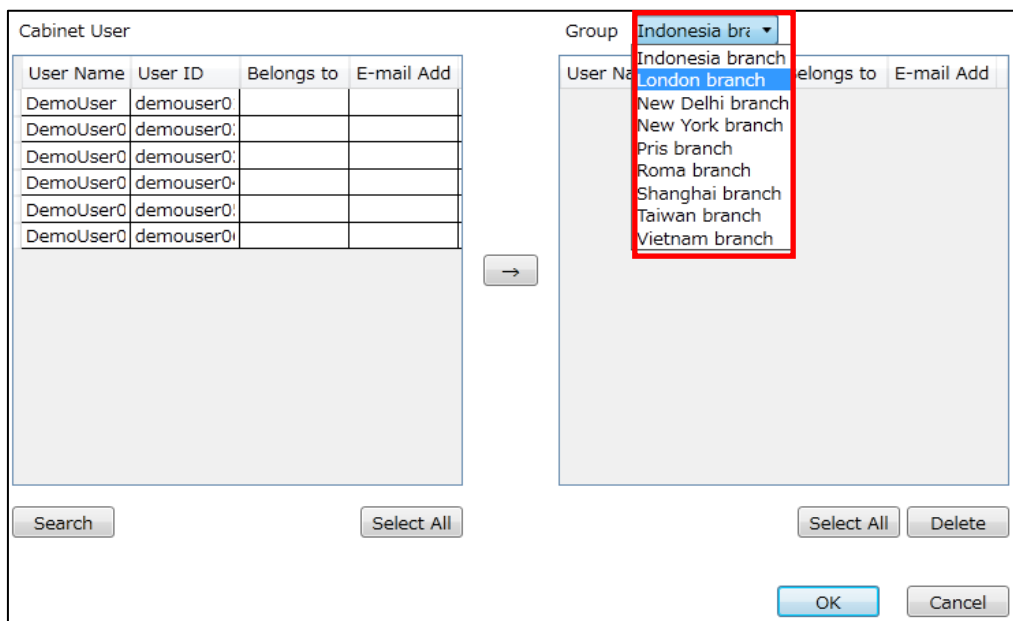 Cabinet User
Group Indonesia bra
User Name User ID Belongs to E-mail Add
DemoUser demouser0
DemoUser0 demouser0
DemoUser0 demouser0
DemoUser0 demouser0
DemoUser0 demouser0
DemoUser0 demouser0
User Na elongs to E-mail Add
Indonesia branch
London branch
New Delhi branch
New York branch
Pris branch
Roma branch
Shanghai branch
Taiwan branch
Vietnam branch
→
Search
Select All
Select All
Delete
OK
Cancel